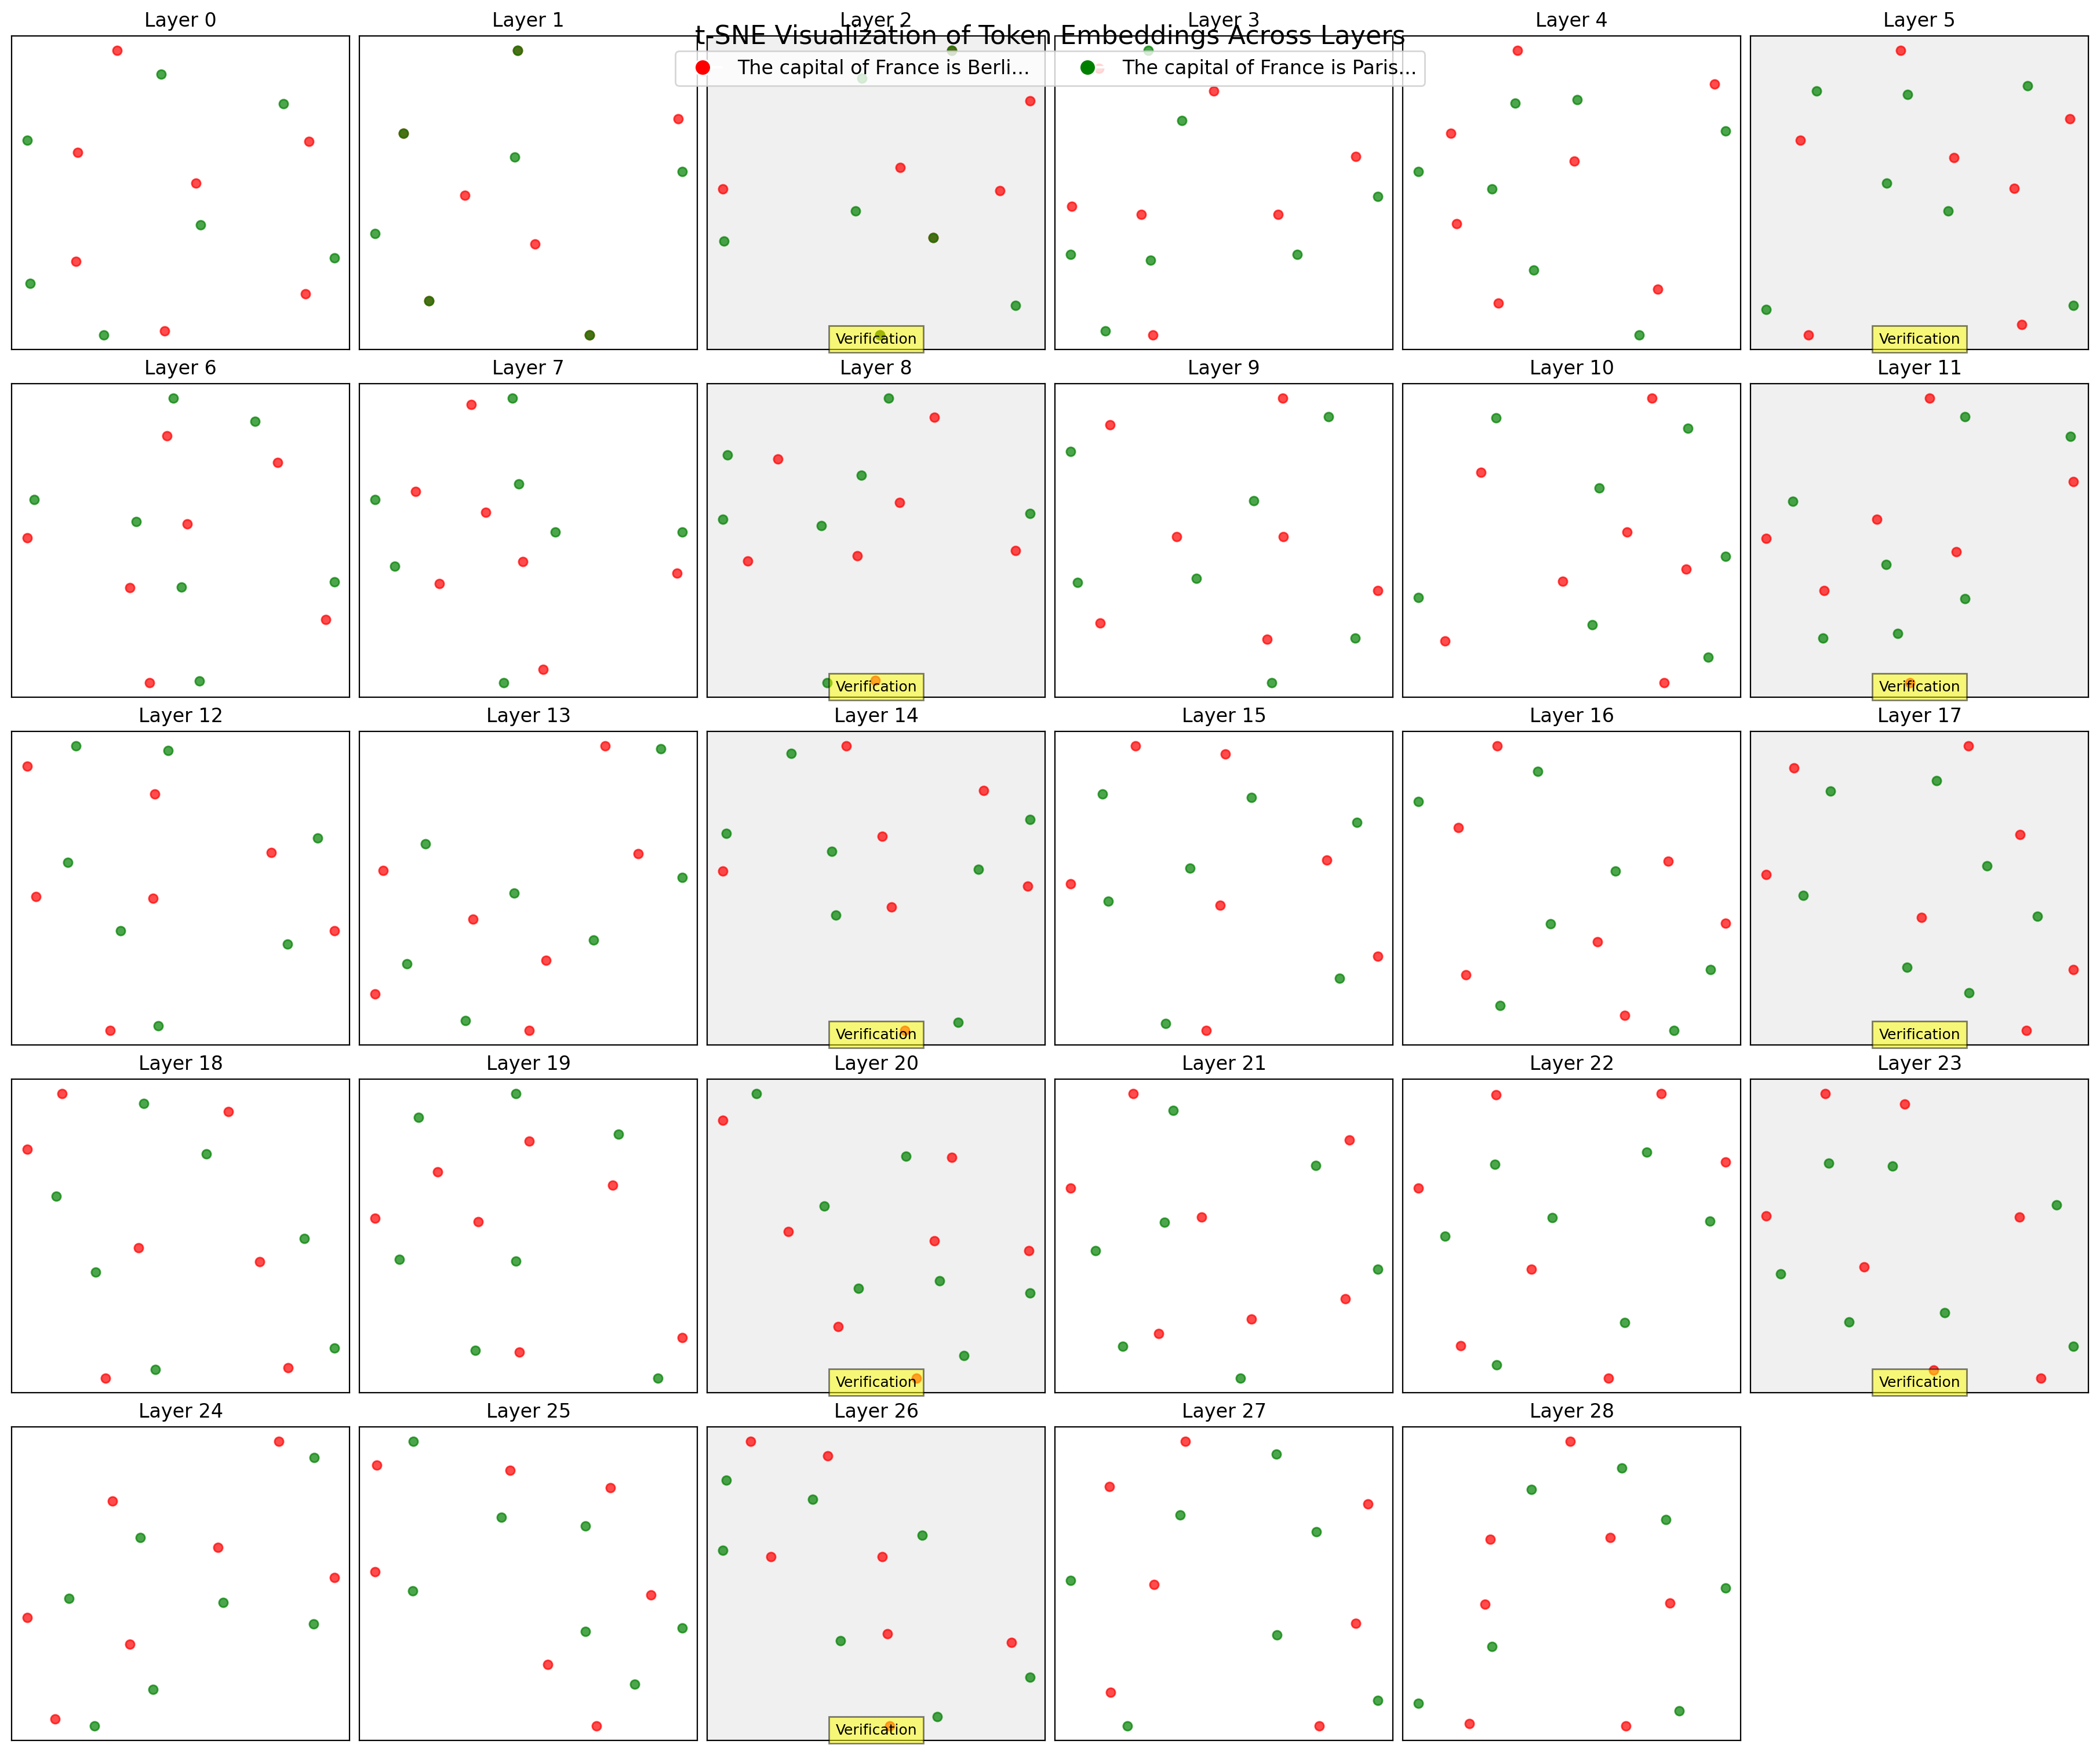 Layer 0
Layer 1
Layer 2
Layer 3
Layer 4
Layer 5
t-SNE Visualization of Token Embeddings Across Layers
The capital of France is Berli...
The capital of France is Paris...
Verification
Verification
Layer 6
Layer 7
Layer 8
Layer 9
Layer 10
Layer 11
Verification
Verification
Layer 12
Layer 13
Layer 14
Layer 15
Layer 16
Layer 17
Verification
Verification
Layer 18
Layer 19
Layer 20
Layer 21
Layer 22
Layer 23
Verification
Verification
Layer 24
Layer 25
Layer 26
Layer 27
Layer 28
Verification